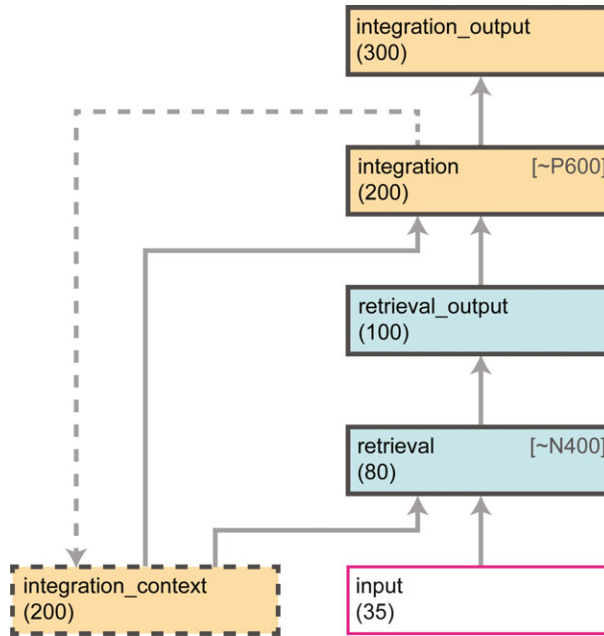 integration_output
(300)
integration [~P600]
(200)
retrieval_output
(100)
retrieval [~N400]
(80)
integration_context
(200)
input
(35)